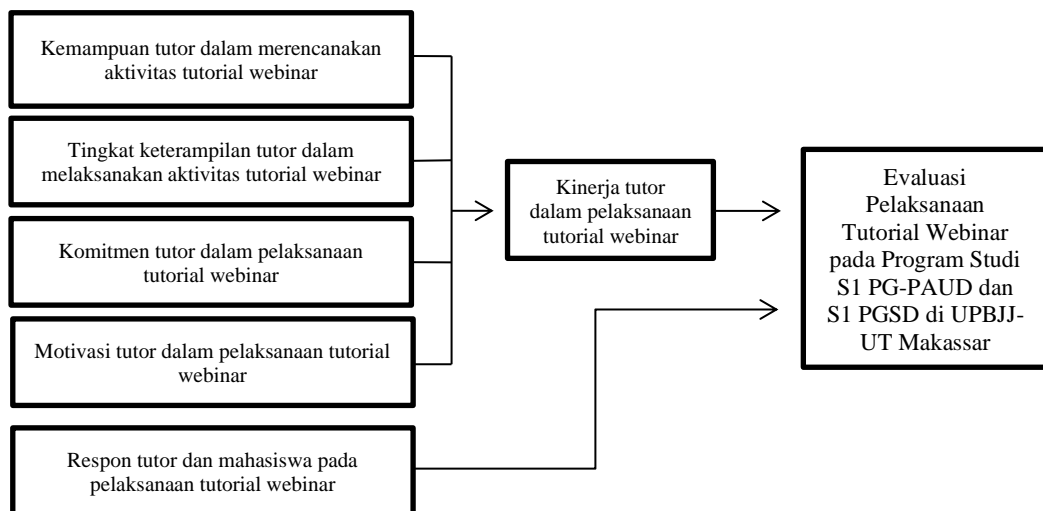 Kemampuan tutor dalam merencanakan
aktivitas tutorial webinar
Tingkat keterampilan tutor dalam
melaksanakan aktivitas tutorial webinar
Komitmen tutor dalam pelaksanaan
tutorial webinar
Motivasi tutor dalam pelaksanaan tutorial
webinar
Respon tutor dan mahasiswa pada
pelaksanaan tutorial webinar
Kinerja tutor
dalam pelaksanaan
tutorial webinar
Evaluasi
Pelaksanaan
Tutorial Webinar
pada Program Studi
S1 PG-PAUD dan
S1 PGSD di UPBJJ-
UT Makassar